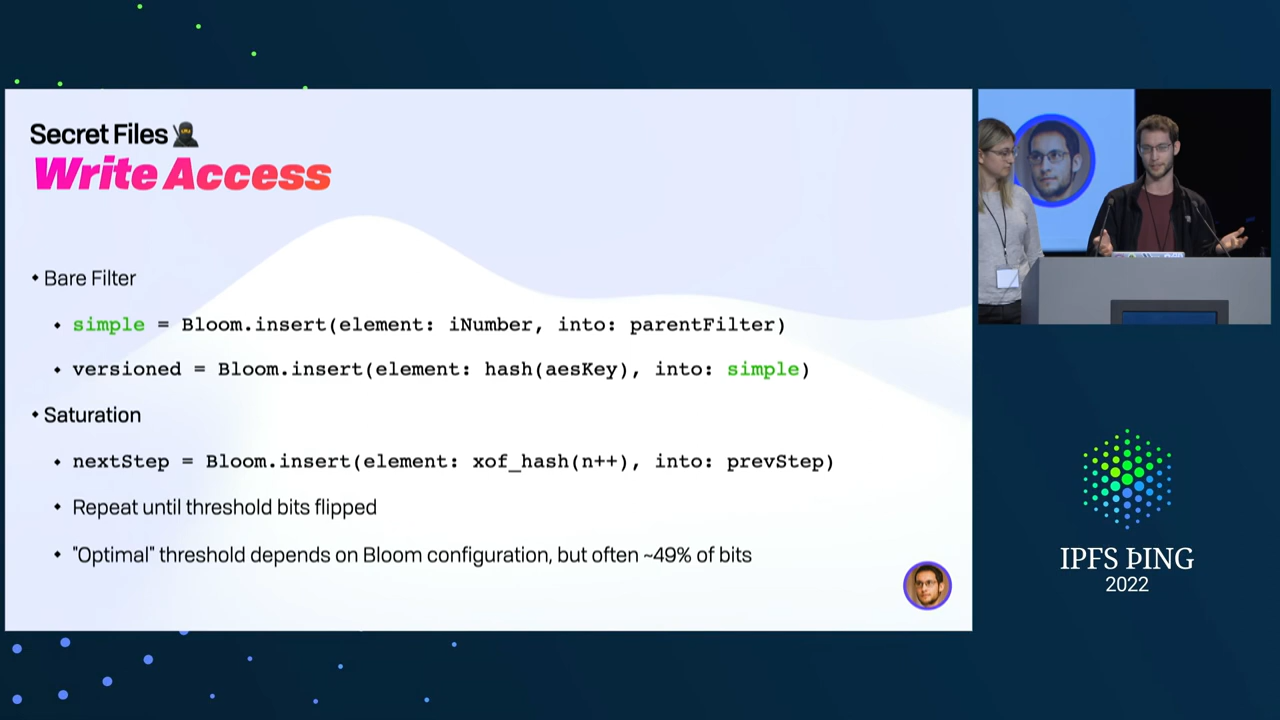 Secret Files
Write Access
• Bare Filter
• simple = Bloom.insert(element: iNumber, into: parentFilter)
• versioned = Bloom.insert(element: hash(aesKey), into: simple)
• Saturation
• nextStep = Bloom.insert(element: xof_hash(n++), into: prevStep)
• Repeat until threshold bits flipped
• "Optimal" threshold depends on Bloom configuration, but often ~49% of bits
IPFS ÞING
2022